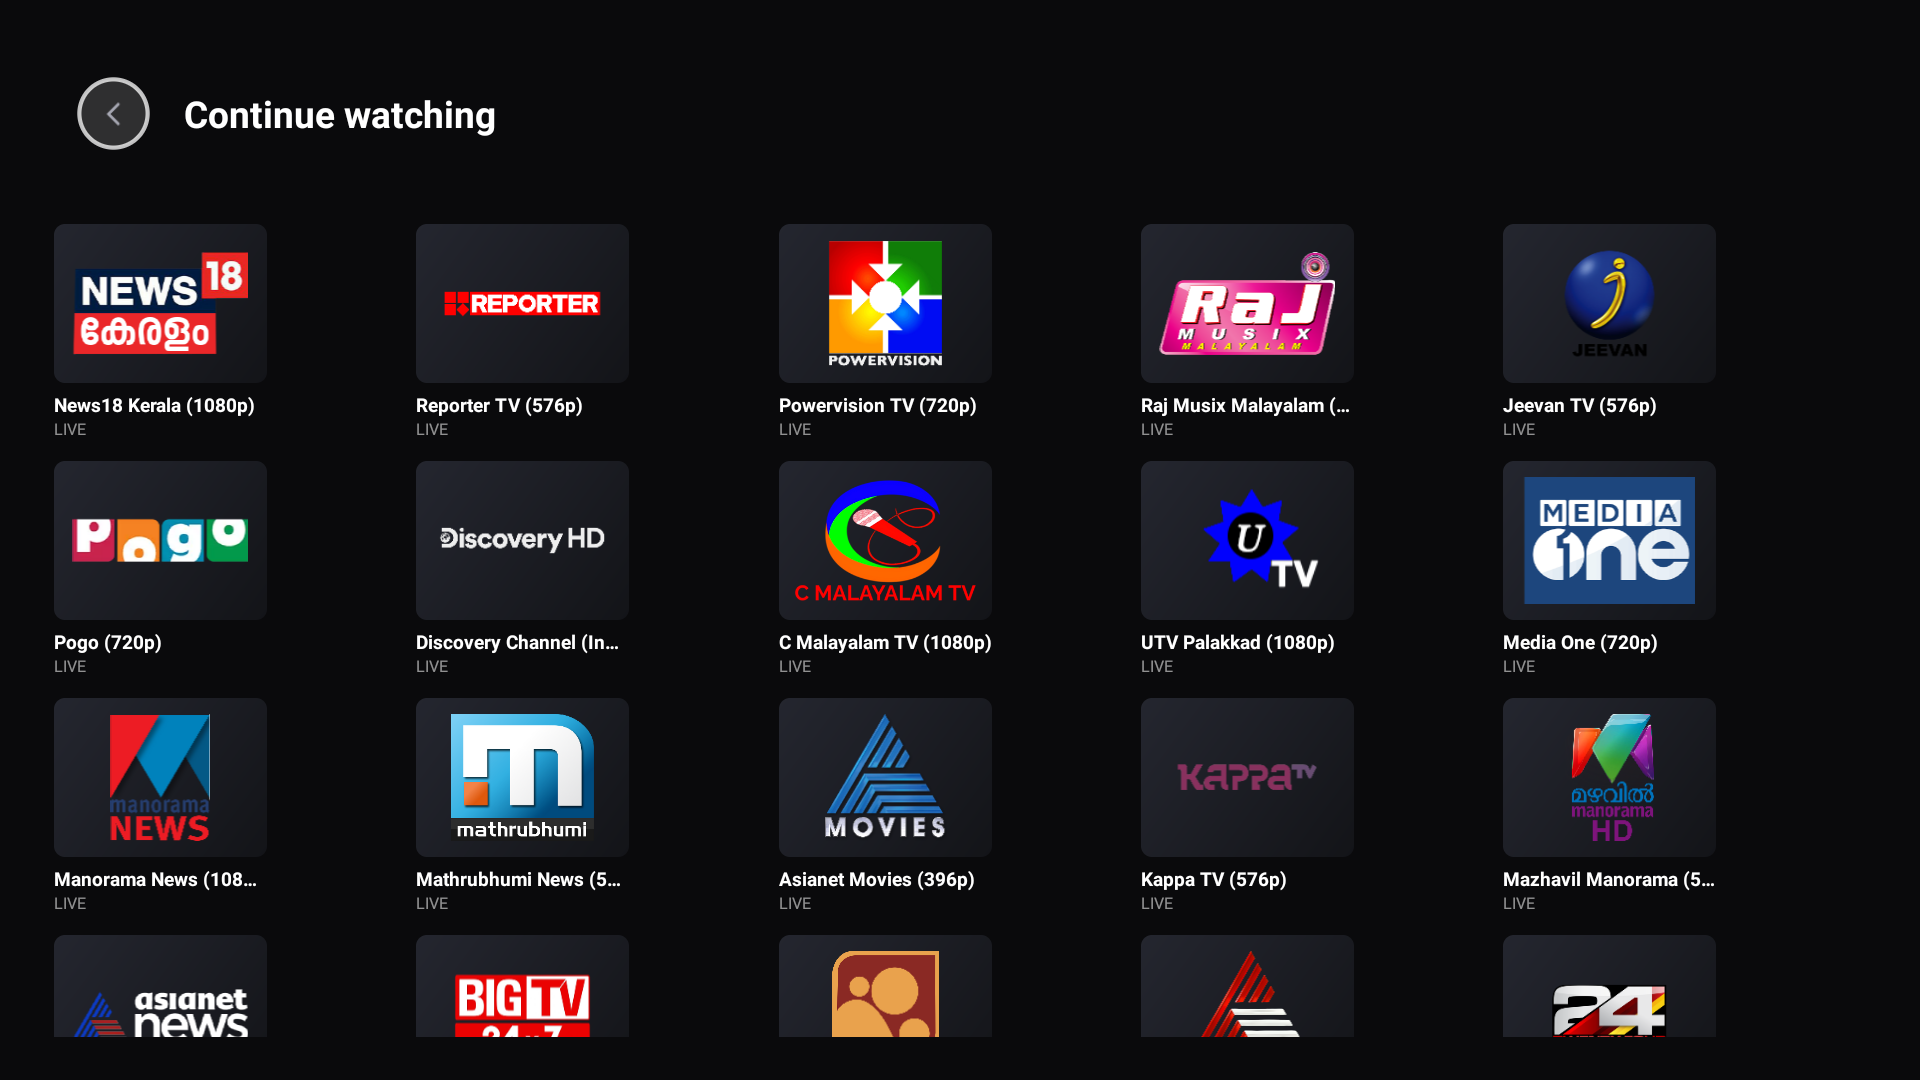 Continue watching
NEWS 18
കേരളം
REPORTER
POWERVISION
RaJ
MUSIX
MALAYALAM
JEEVAN
News18 Kerala (1080p)
LIVE
Reporter TV (576p)
LIVE
Powervision TV (720p)
LIVE
Raj Musix Malayalam (...
LIVE
Jeevan TV (576p)
LIVE
Pogo
Discovery HD
C MALAYALAM TV
U
TV
MEDIA
one
Pogo (720p)
LIVE
Discovery Channel (In...
LIVE
C Malayalam TV (1080p)
LIVE
UTV Palakkad (1080p)
LIVE
Media One (720p)
LIVE
manorama
NEWS
mathrubhumi
MOVIES
KAPPA TV
മഴവിൽ
manorama
HD
Manorama News (108...
LIVE
Mathrubhumi News (5...
LIVE
Asianet Movies (396p)
LIVE
Kappa TV (576p)
LIVE
Mazhavil Manorama (5...
LIVE
asianet
news
BIG TV
24